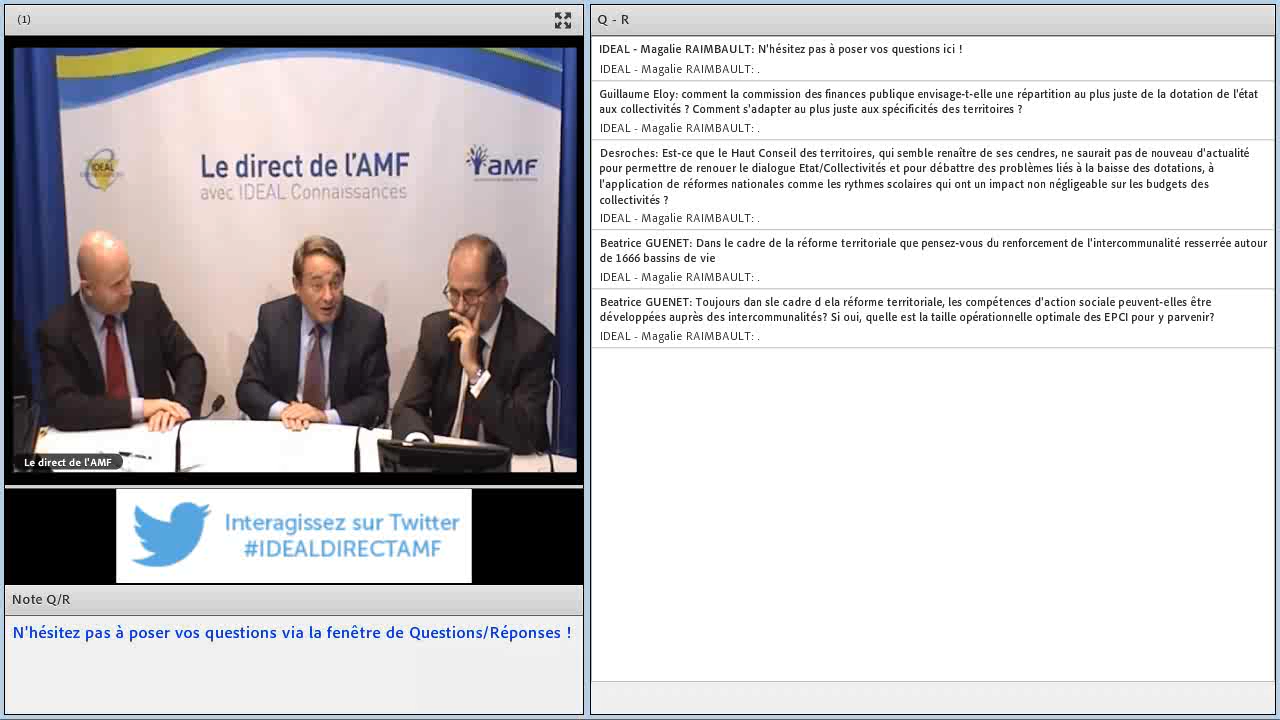 (1)
IDEAL
Le direct de l'AMF
avec IDEAL Connaissances
AMF
Le direct de l'AMF
Interagissez sur Twitter
#IDEALDIRECTAMF
Note Q/R
N'hésitez pas à poser vos questions via la fenêtre de Questions/Réponses !
Q - R
IDEAL - Magalie RAIMBAULT: N'hésitez pas à poser vos questions ici !
IDEAL - Magalie RAIMBAULT: .
Guillaume Eloy: comment la commission des finances publique envisage-t-elle une répartition au plus juste de la dotation de l'état
aux collectivités ? Comment s'adapter au plus juste aux spécificités des territoires ?
IDEAL - Magalie RAIMBAULT: .
Desroches: Est-ce que le Haut Conseil des territoires, qui semble renaître de ses cendres, ne saurait pas de nouveau d'actualité
pour permettre de renouer le dialogue Etat/Collectivités et pour débattre des problèmes liés à la baisse des dotations, à
l'application de réformes nationales comme les rythmes scolaires qui ont un impact non négligeable sur les budgets des
collectivités ?
IDEAL - Magalie RAIMBAULT: .
Beatrice GUENET: Dans le cadre de la réforme territoriale que pensez-vous du renforcement de l'intercommunalité resserrée autour
de 1666 bassins de vie
IDEAL - Magalie RAIMBAULT: .
Beatrice GUENET: Toujours dan sle cadre d ela réforme territoriale, les compétences d'action sociale peuvent-elles être
développées auprès des intercommunalités? Si oui, quelle est la taille opérationnelle optimale des EPCI pour y parvenir?
IDEAL - Magalie RAIMBAULT: .